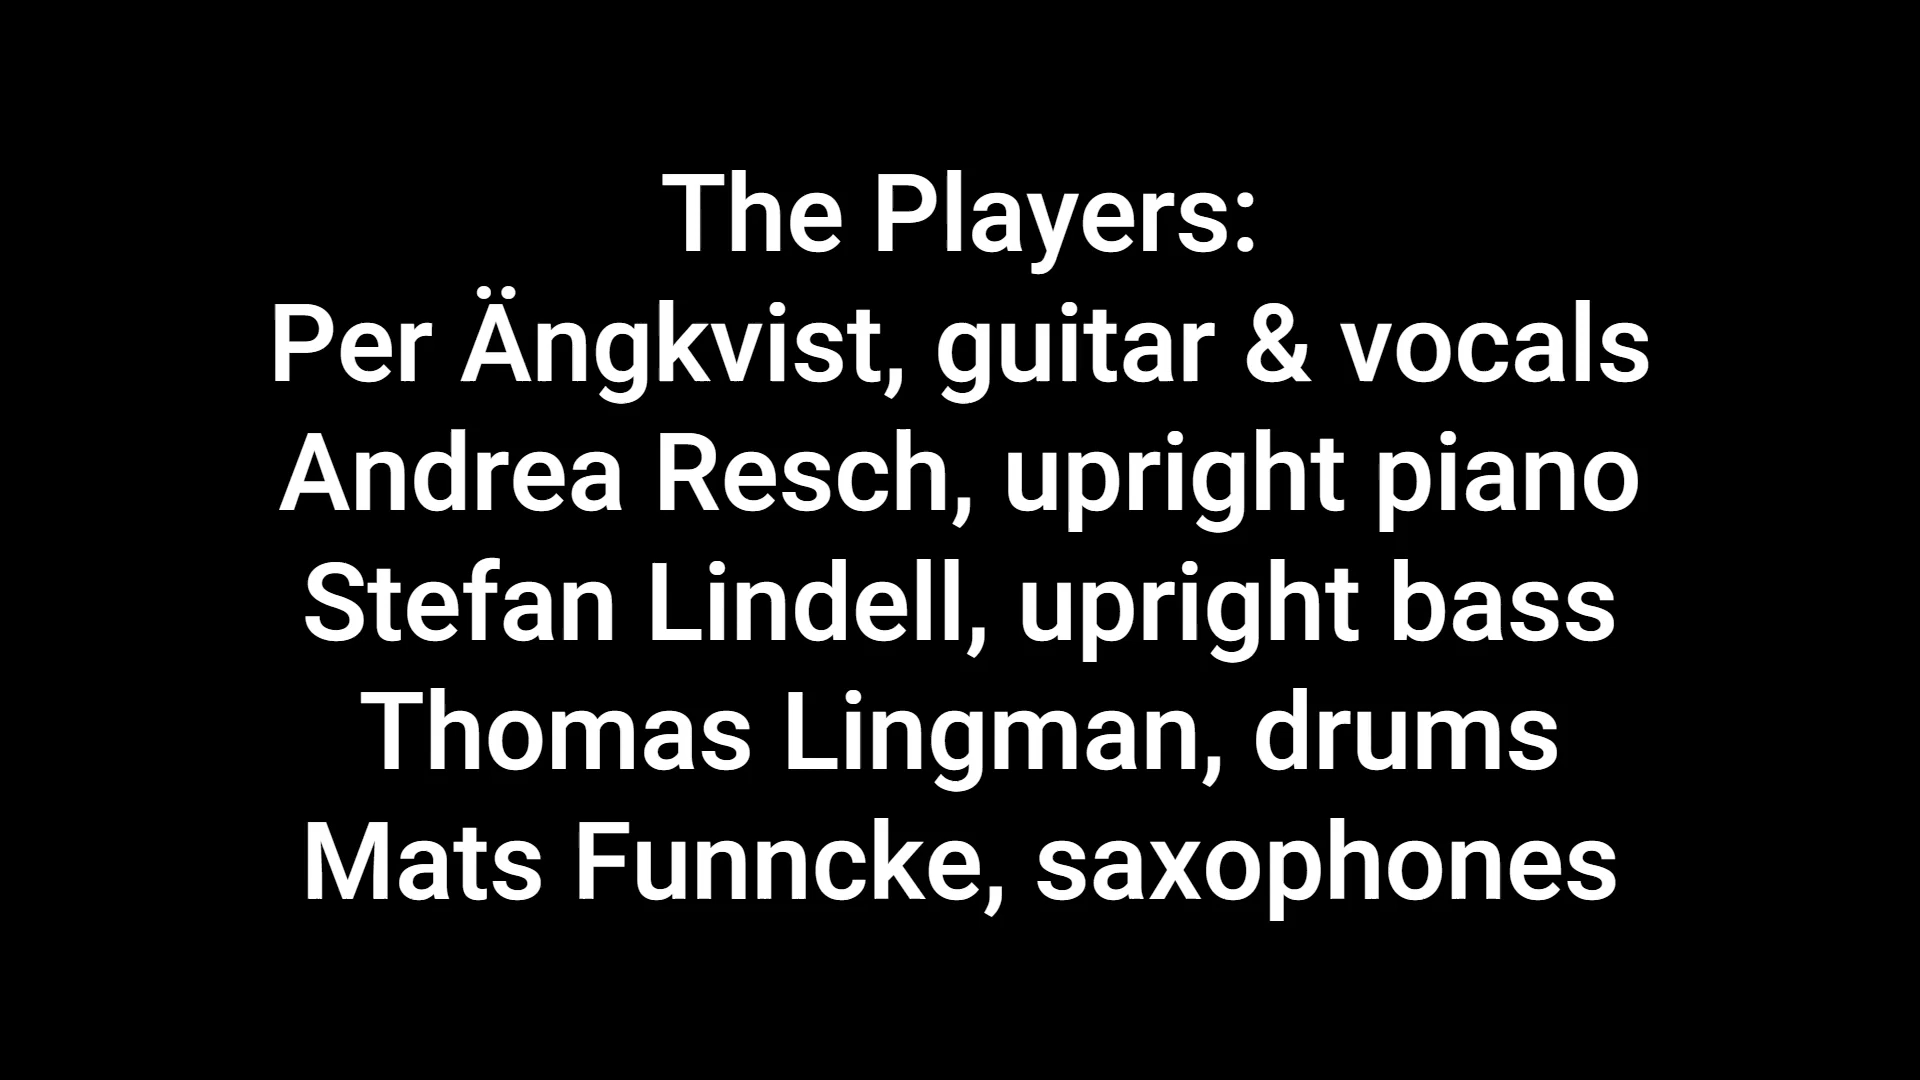 The Players:
Per Ängkvist, guitar & vocals
Andrea Resch, upright piano
Stefan Lindell, upright bass
Thomas Lingman, drums
Mats Funncke, saxophones